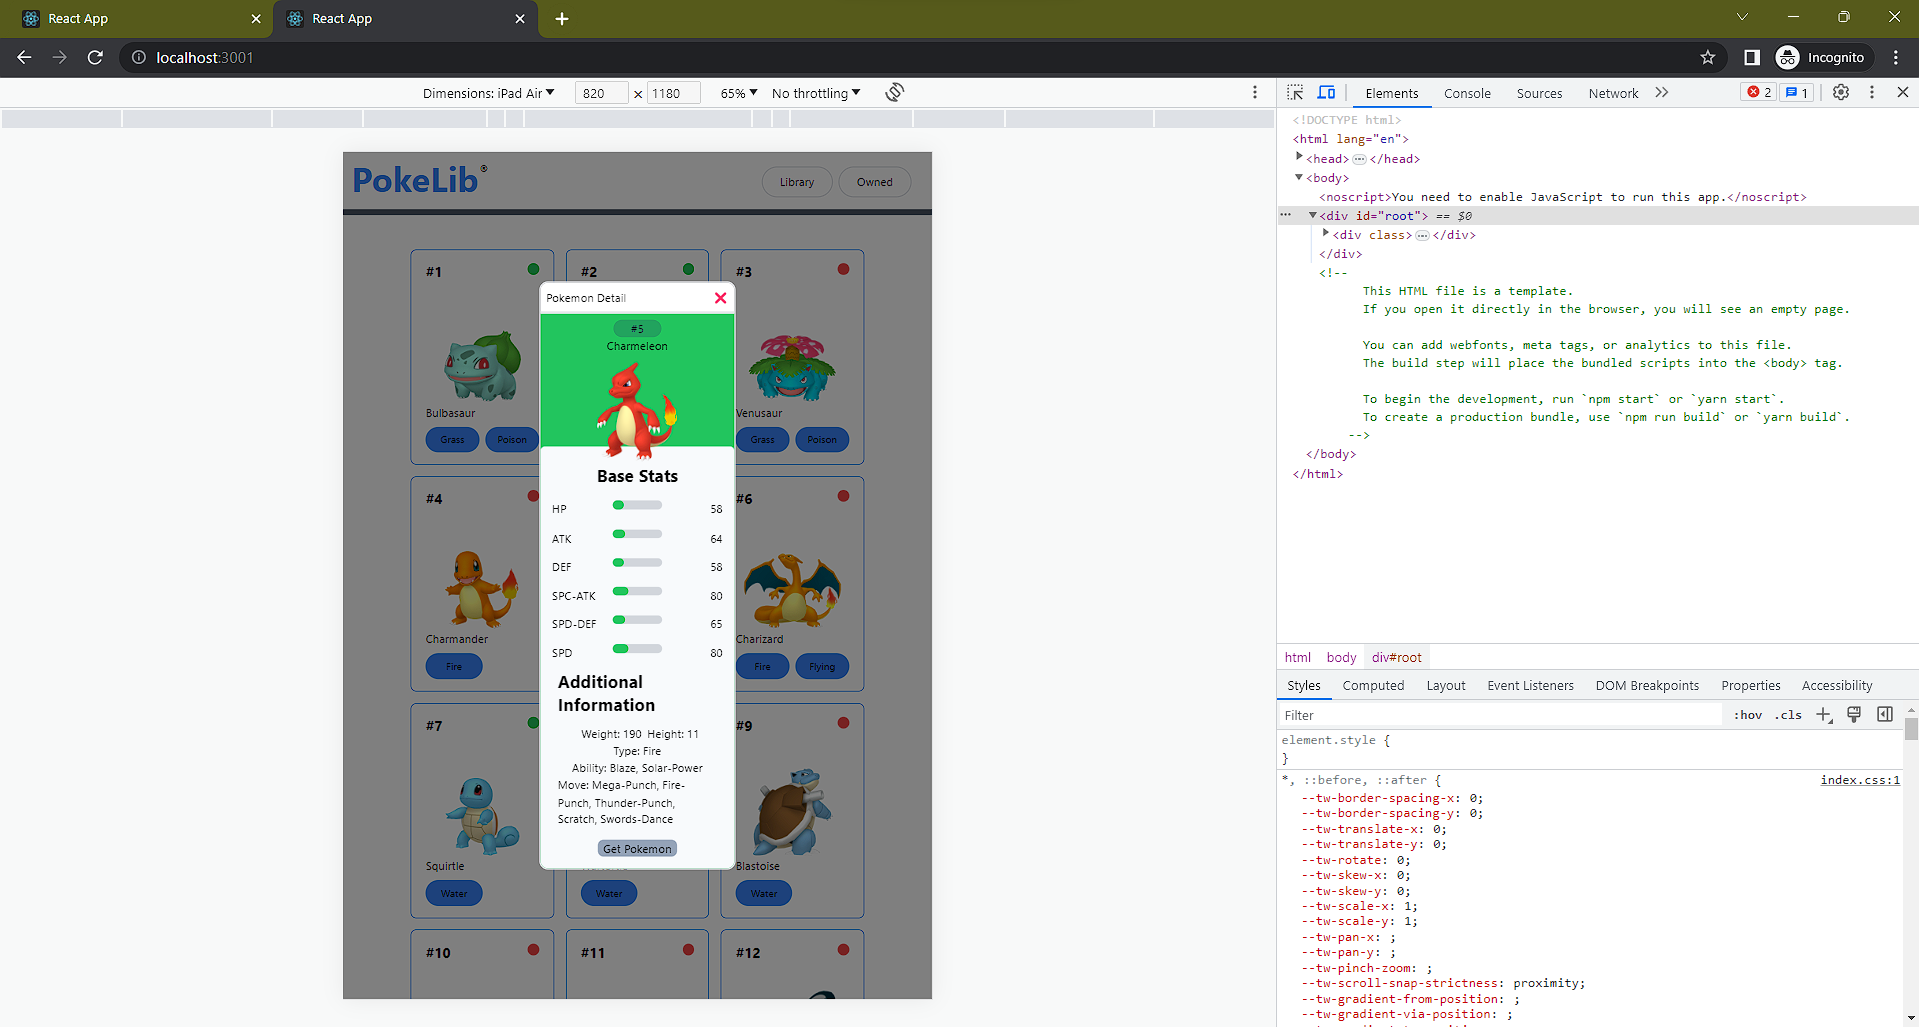 React App
React App
localhost:3001
Incognito
Dimensions: iPad Air
820
×
1180
65%
No throttling
PokeLib
®
Library
Owned
#1
#2
#3
Bulbasaur
Grass
Poison
Venusaur
Grass
Poison
#4
#6
Charmander
Fire
Charizard
Fire
Flying
#7
#9
Squirtle
Water
Water
Blastoise
Water
#10
#11
#12
Pokemon Detail
#5
Charmeleon
Base Stats
HP 58
ATK 64
DEF 58
SPC-ATK 80
SPD-DEF 65
SPD 80
Additional
Information
Weight: 190 Height: 11
Type: Fire
Ability: Blaze, Solar-Power
Move: Mega-Punch, Fire-
Punch, Thunder-Punch,
Scratch, Swords-Dance
Get Pokemon
Elements
Console
Sources
Network
2
1
<!DOCTYPE html>
<html lang="en">
<head> </head>
<body>
<noscript>You need to enable JavaScript to run this app.</noscript>
<div id="root"> == $0
<div class> </div>
</div>
<!--
This HTML file is a template.
If you open it directly in the browser, you will see an empty page.
You can add webfonts, meta tags, or analytics to this file.
The build step will place the bundled scripts into the <body> tag.
To begin the development, run `npm start` or `yarn start`.
To create a production bundle, use `npm run build` or `yarn build`.
-->
</body>
</html>
html body div#root
Styles Computed Layout Event Listeners DOM Breakpoints Properties Accessibility
Filter
:hov .cls
element.style {
}
*, ::before, ::after {
index.css:1
--tw-border-spacing-x: 0;
--tw-border-spacing-y: 0;
--tw-translate-x: 0;
--tw-translate-y: 0;
--tw-rotate: 0;
--tw-skew-x: 0;
--tw-skew-y: 0;
--tw-scale-x: 1;
--tw-scale-y: 1;
--tw-pan-x: ;
--tw-pan-y: ;
--tw-pinch-zoom: ;
--tw-scroll-snap-strictness: proximity;
--tw-gradient-from-position: ;
--tw-gradient-via-position: ;